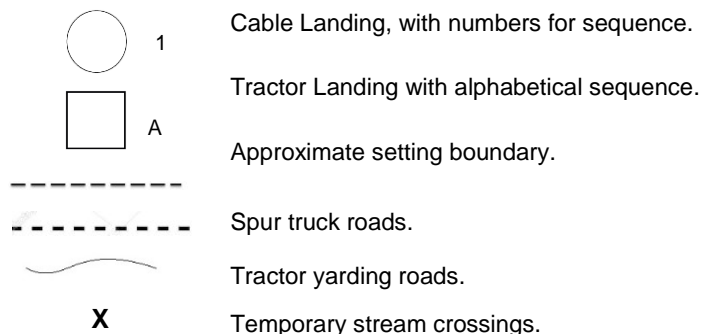 1 Cable Landing, with numbers for sequence.
A Tractor Landing with alphabetical sequence.
Approximate setting boundary.
Spur truck roads.
Tractor yarding roads.
X Temporary stream crossings.